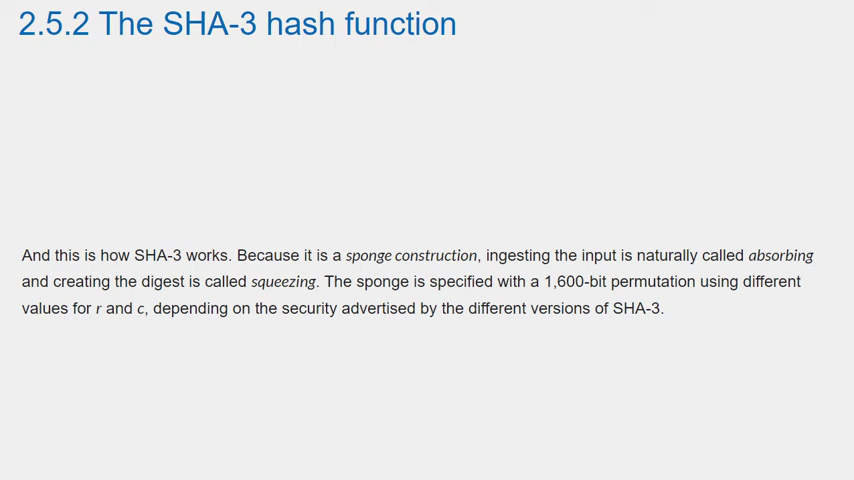 2.5.2 The SHA-3 hash function
And this is how SHA-3 works. Because it is a sponge construction, ingesting the input is naturally called absorbing
and creating the digest is called squeezing. The sponge is specified with a 1,600-bit permutation using different
values for r and c, depending on the security advertised by the different versions of SHA-3.